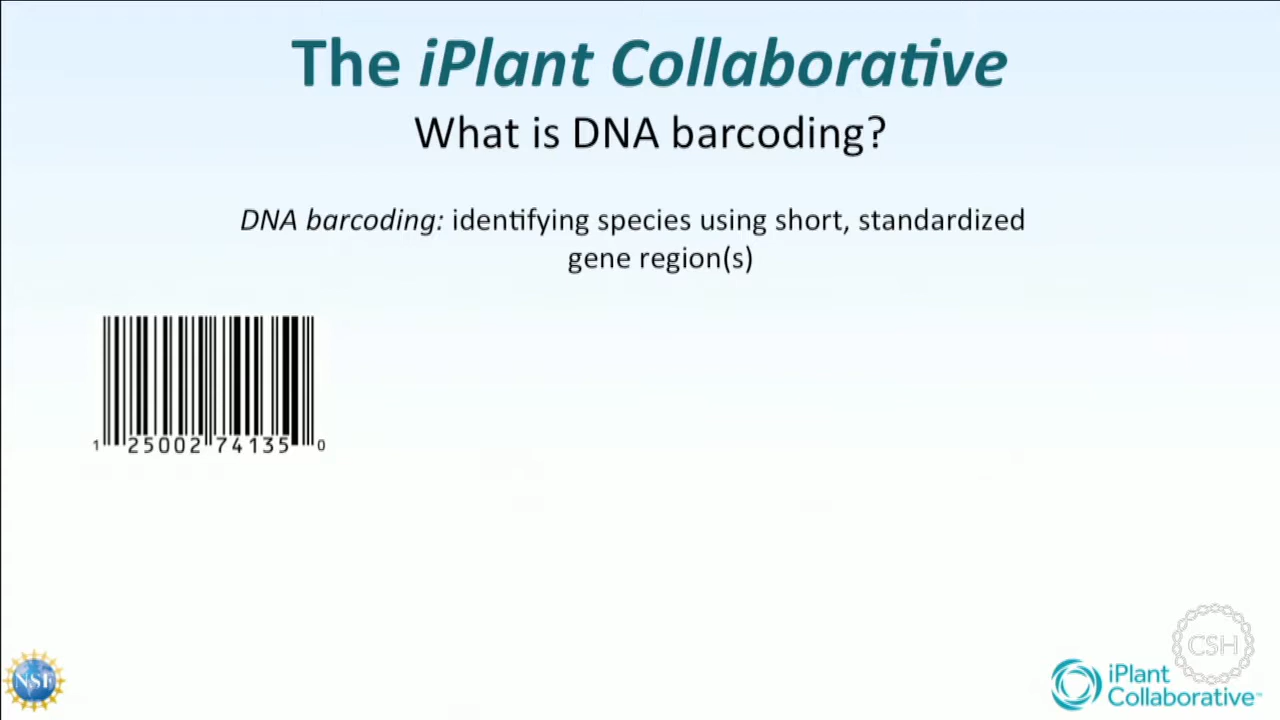 The iPlant Collaborative
What is DNA barcoding?
DNA barcoding: identifying species using short, standardized
gene region(s)
1 25002 74135 0
NSF
CSH
iPlant
Collaborative™